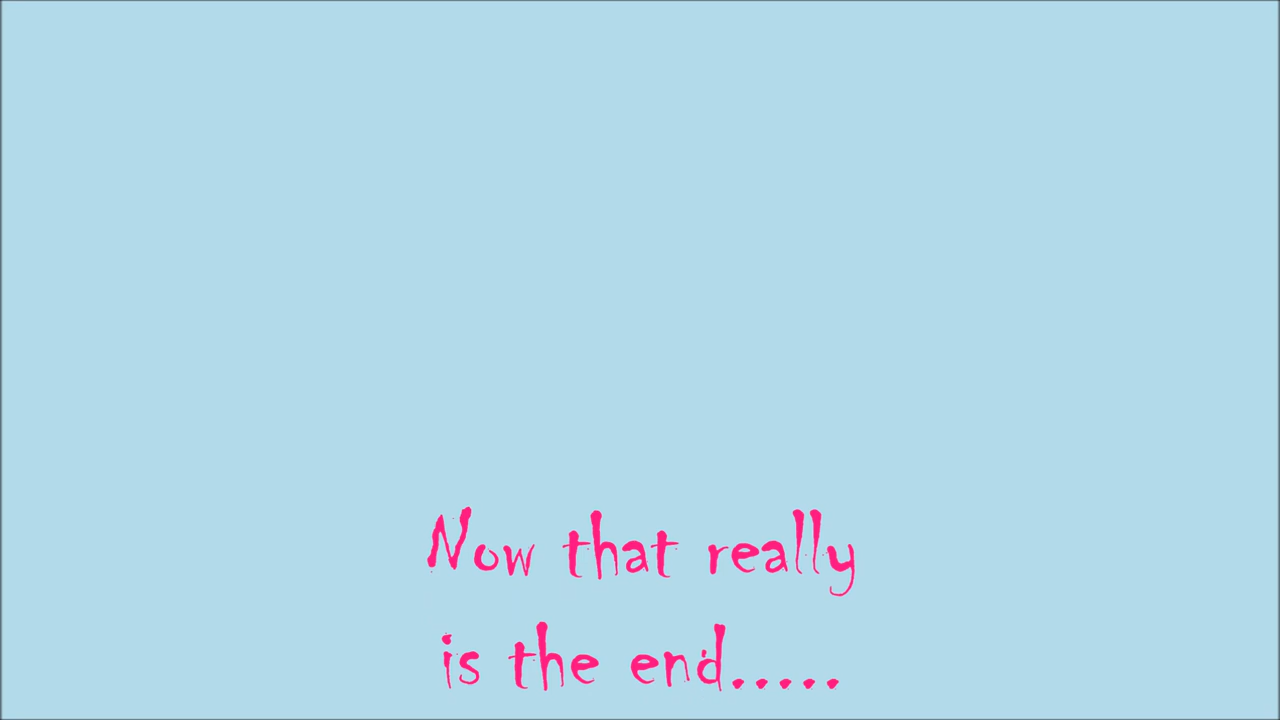 Now that really
is the end.....